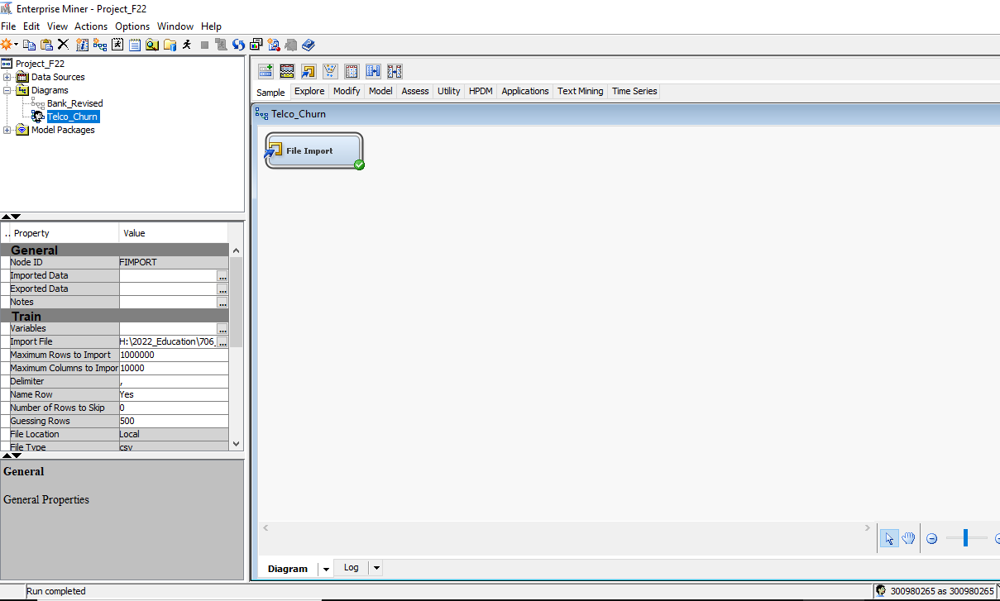 Enterprise Miner - Project_F22
File Edit View Actions Options Window Help
Project_F22
Data Sources
Diagrams
Bank_Revised
Telco_Churn
Model Packages
Sample Explore Modify Model Assess Utility HPDM Applications Text Mining Time Series
Telco_Churn
File Import
.. Property Value
General
Node ID FIMPORT
Imported Data ...
Exported Data ...
Notes ...
Train
Variables ...
Import File H:\2022_Education\706_ ...
Maximum Rows to Import 1000000
Maximum Columns to Impor 10000
Delimiter ,
Name Row Yes
Number of Rows to Skip 0
Guessing Rows 500
File Location Local
File Type csv
General
General Properties
Diagram Log
Run completed
300980265 as 300980265